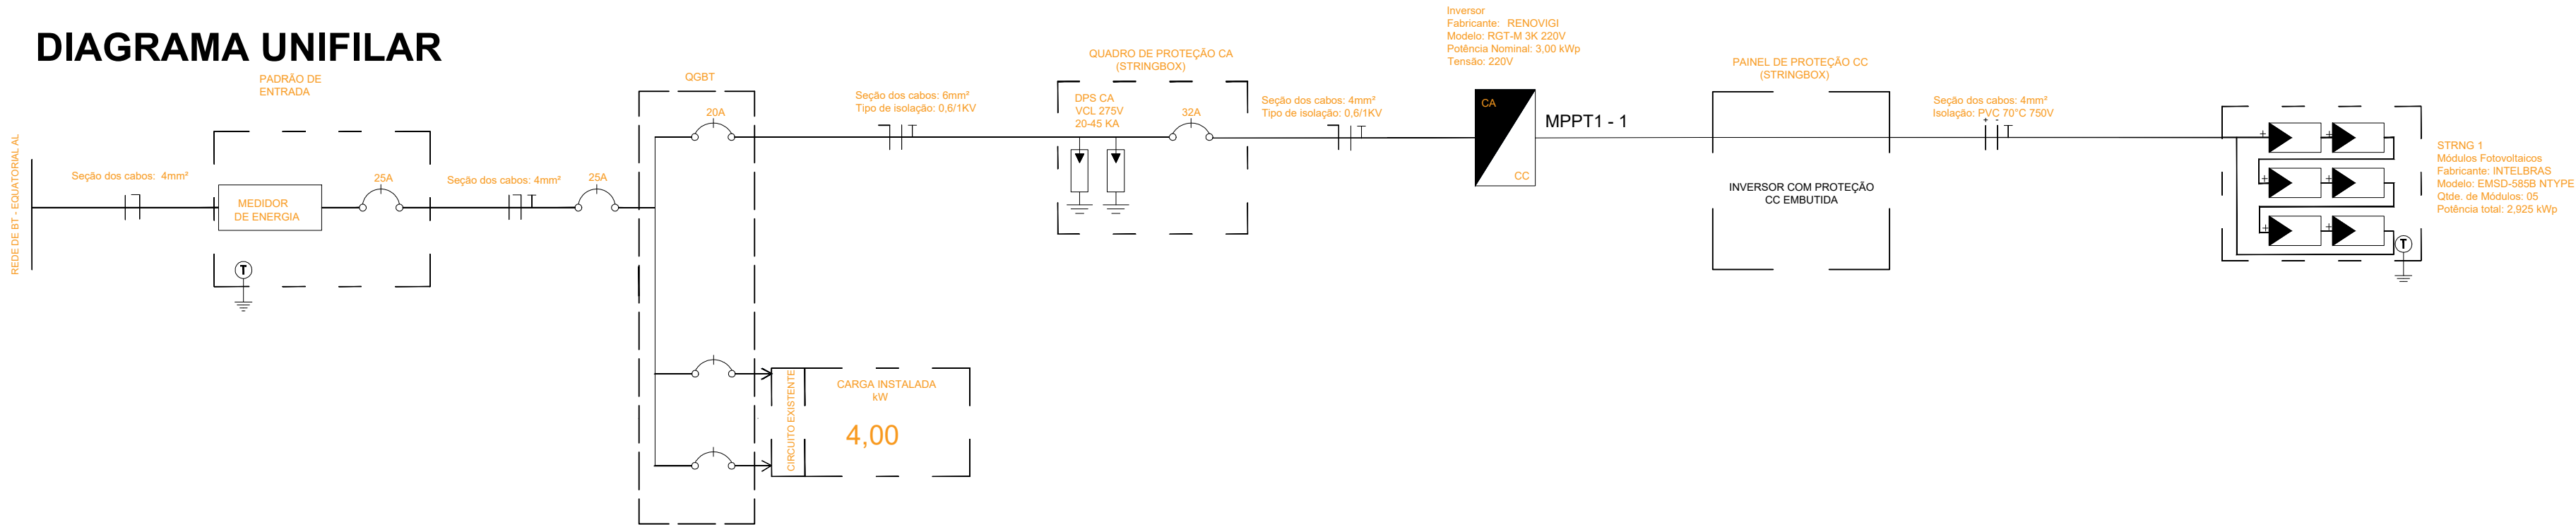 DIAGRAMA UNIFILAR
REDE DE BT - EQUATORIAL AL
Seção dos cabos: 4mm²
PADRÃO DE
ENTRADA
MEDIDOR
DE ENERGIA
25A
T
Seção dos cabos: 4mm²
25A
QGBT
20A
CIRCUITO EXISTENTE
CARGA INSTALADA
kW
4,00
Seção dos cabos: 6mm²
Tipo de isolação: 0,6/1KV
QUADRO DE PROTEÇÃO CA
(STRINGBOX)
DPS CA
VCL 275V
20-45 KA
32A
Seção dos cabos: 4mm²
Tipo de isolação: 0,6/1KV
Inversor
Fabricante: RENOVIGI
Modelo: RGT-M 3K 220V
Potência Nominal: 3,00 kWp
Tensão: 220V
CA
CC
MPPT1 - 1
PAINEL DE PROTEÇÃO CC
(STRINGBOX)
INVERSOR COM PROTEÇÃO
CC EMBUTIDA
Seção dos cabos: 4mm²
Isolação: PVC 70°C 750V
+ -
+ +
+ +
+ +
T
STRNG 1
Módulos Fotovoltaicos
Fabricante: INTELBRAS
Modelo: EMSD-585B NTYPE
Qtde. de Módulos: 05
Potência total: 2,925 kWp